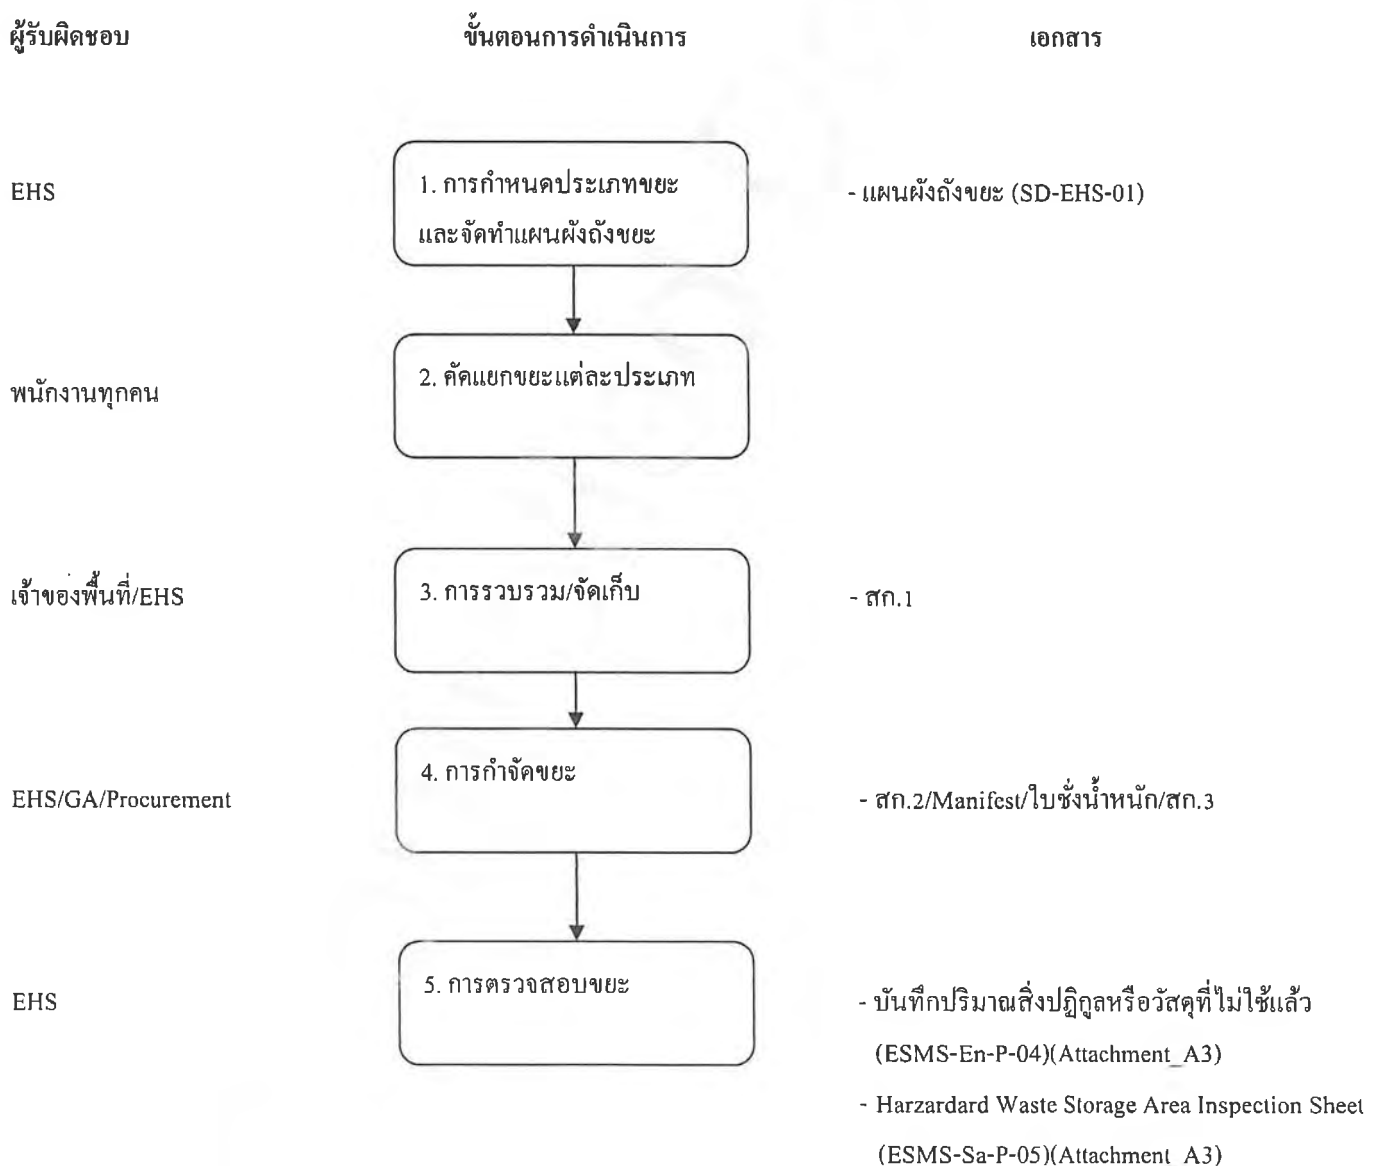 ผู้รับผิดชอบ ขั้นตอนการดำเนินการ เอกสาร
EHS
1. การกำหนดประเภทขยะ
และจัดทำแผนผังถังขยะ
- แผนผังถังขยะ (SD-EHS-01)
พนักงานทุกคน
2. คัดแยกขยะแต่ละประเภท
เจ้าของพื้นที่/EHS
3. การรวบรวม/จัดเก็บ
- สก.1
EHS/GA/Procurement
4. การกำจัดขยะ
- สก.2/Manifest/ใบชั่งน้ำหนัก/สก.3
EHS
5. การตรวจสอบขยะ
- บันทึกปริมาณสิ่งปฏิกูลหรือวัสดุที่ไม่ใช้แล้ว
(ESMS-En-P-04)(Attachment_A3)
- Harzardard Waste Storage Area Inspection Sheet
(ESMS-Sa-P-05)(Attachment A3)